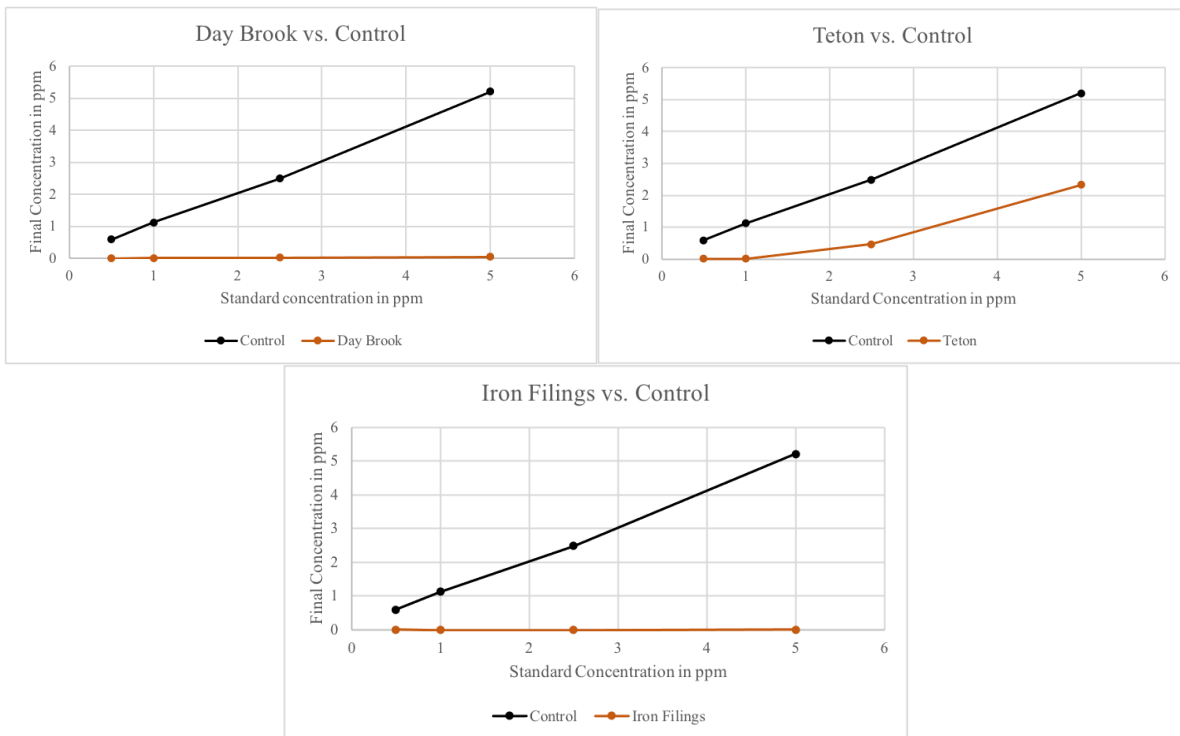 Day Brook vs. Control
Final Concentration in ppm
6
5
4
3
2
1
0
0 1 2 3 4 5 6
Standard concentration in ppm
Control Day Brook
Teton vs. Control
Final Concentration in ppm
6
5
4
3
2
1
0
0 1 2 3 4 5 6
Standard Concentration in ppm
Control Teton
Iron Filings vs. Control
Final Concentration in ppm
6
5
4
3
2
1
0
0 1 2 3 4 5 6
Standard Concentration in ppm
Control Iron Filings